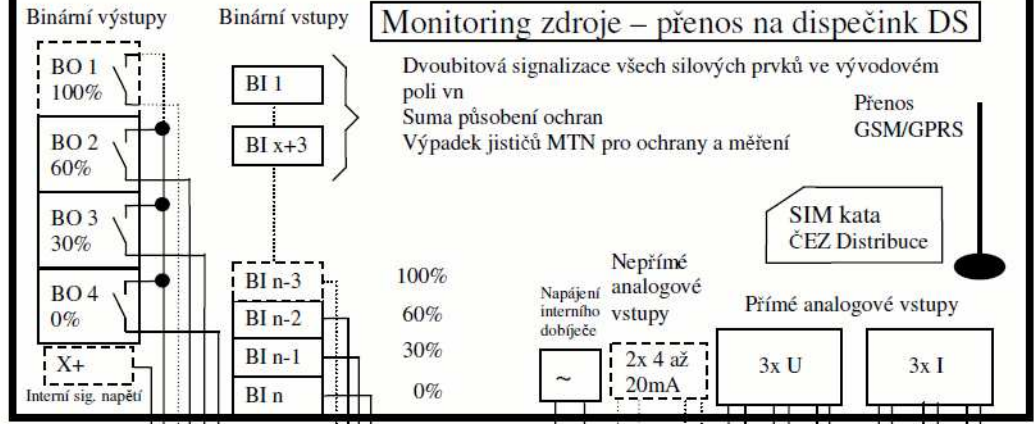 Binární výstupy
Binární vstupy
Monitoring zdroje – přenos na dispečink DS
BO 1
100%
BO 2
60%
BO 3
30%
BO 4
0%
X+
Interní sig. napětí
BI 1
BI x+3
BI n-3
BI n-2
BI n-1
BI n
Dvoubitová signalizace všech silových prvků ve vývodovém
poli vn
Suma působení ochran
Výpadek jističů MTN pro ochrany a měření
Přenos
GSM/GPRS
SIM kata
ČEZ Distribuce
100%
60%
30%
0%
Napájení
interního
dobíječe
~
Nepřímé
analogové
vstupy
2x 4 až
20mA
Přímé analogové vstupy
3x U
3x I